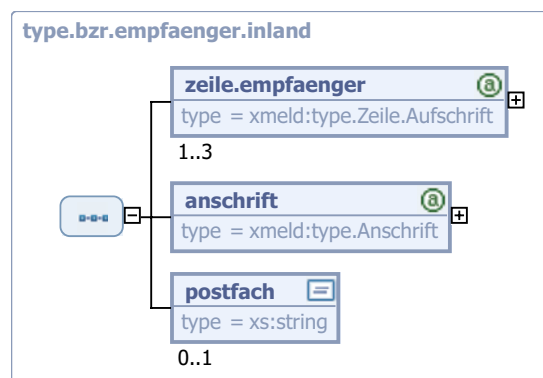 type.bzr.empfaenger.inland
zeile.empfaenger
type = xmeld:type.Zeile.Aufschrift
1..3
anschrift
type = xmeld:type.Anschrift
postfach
type = xs:string
0..1